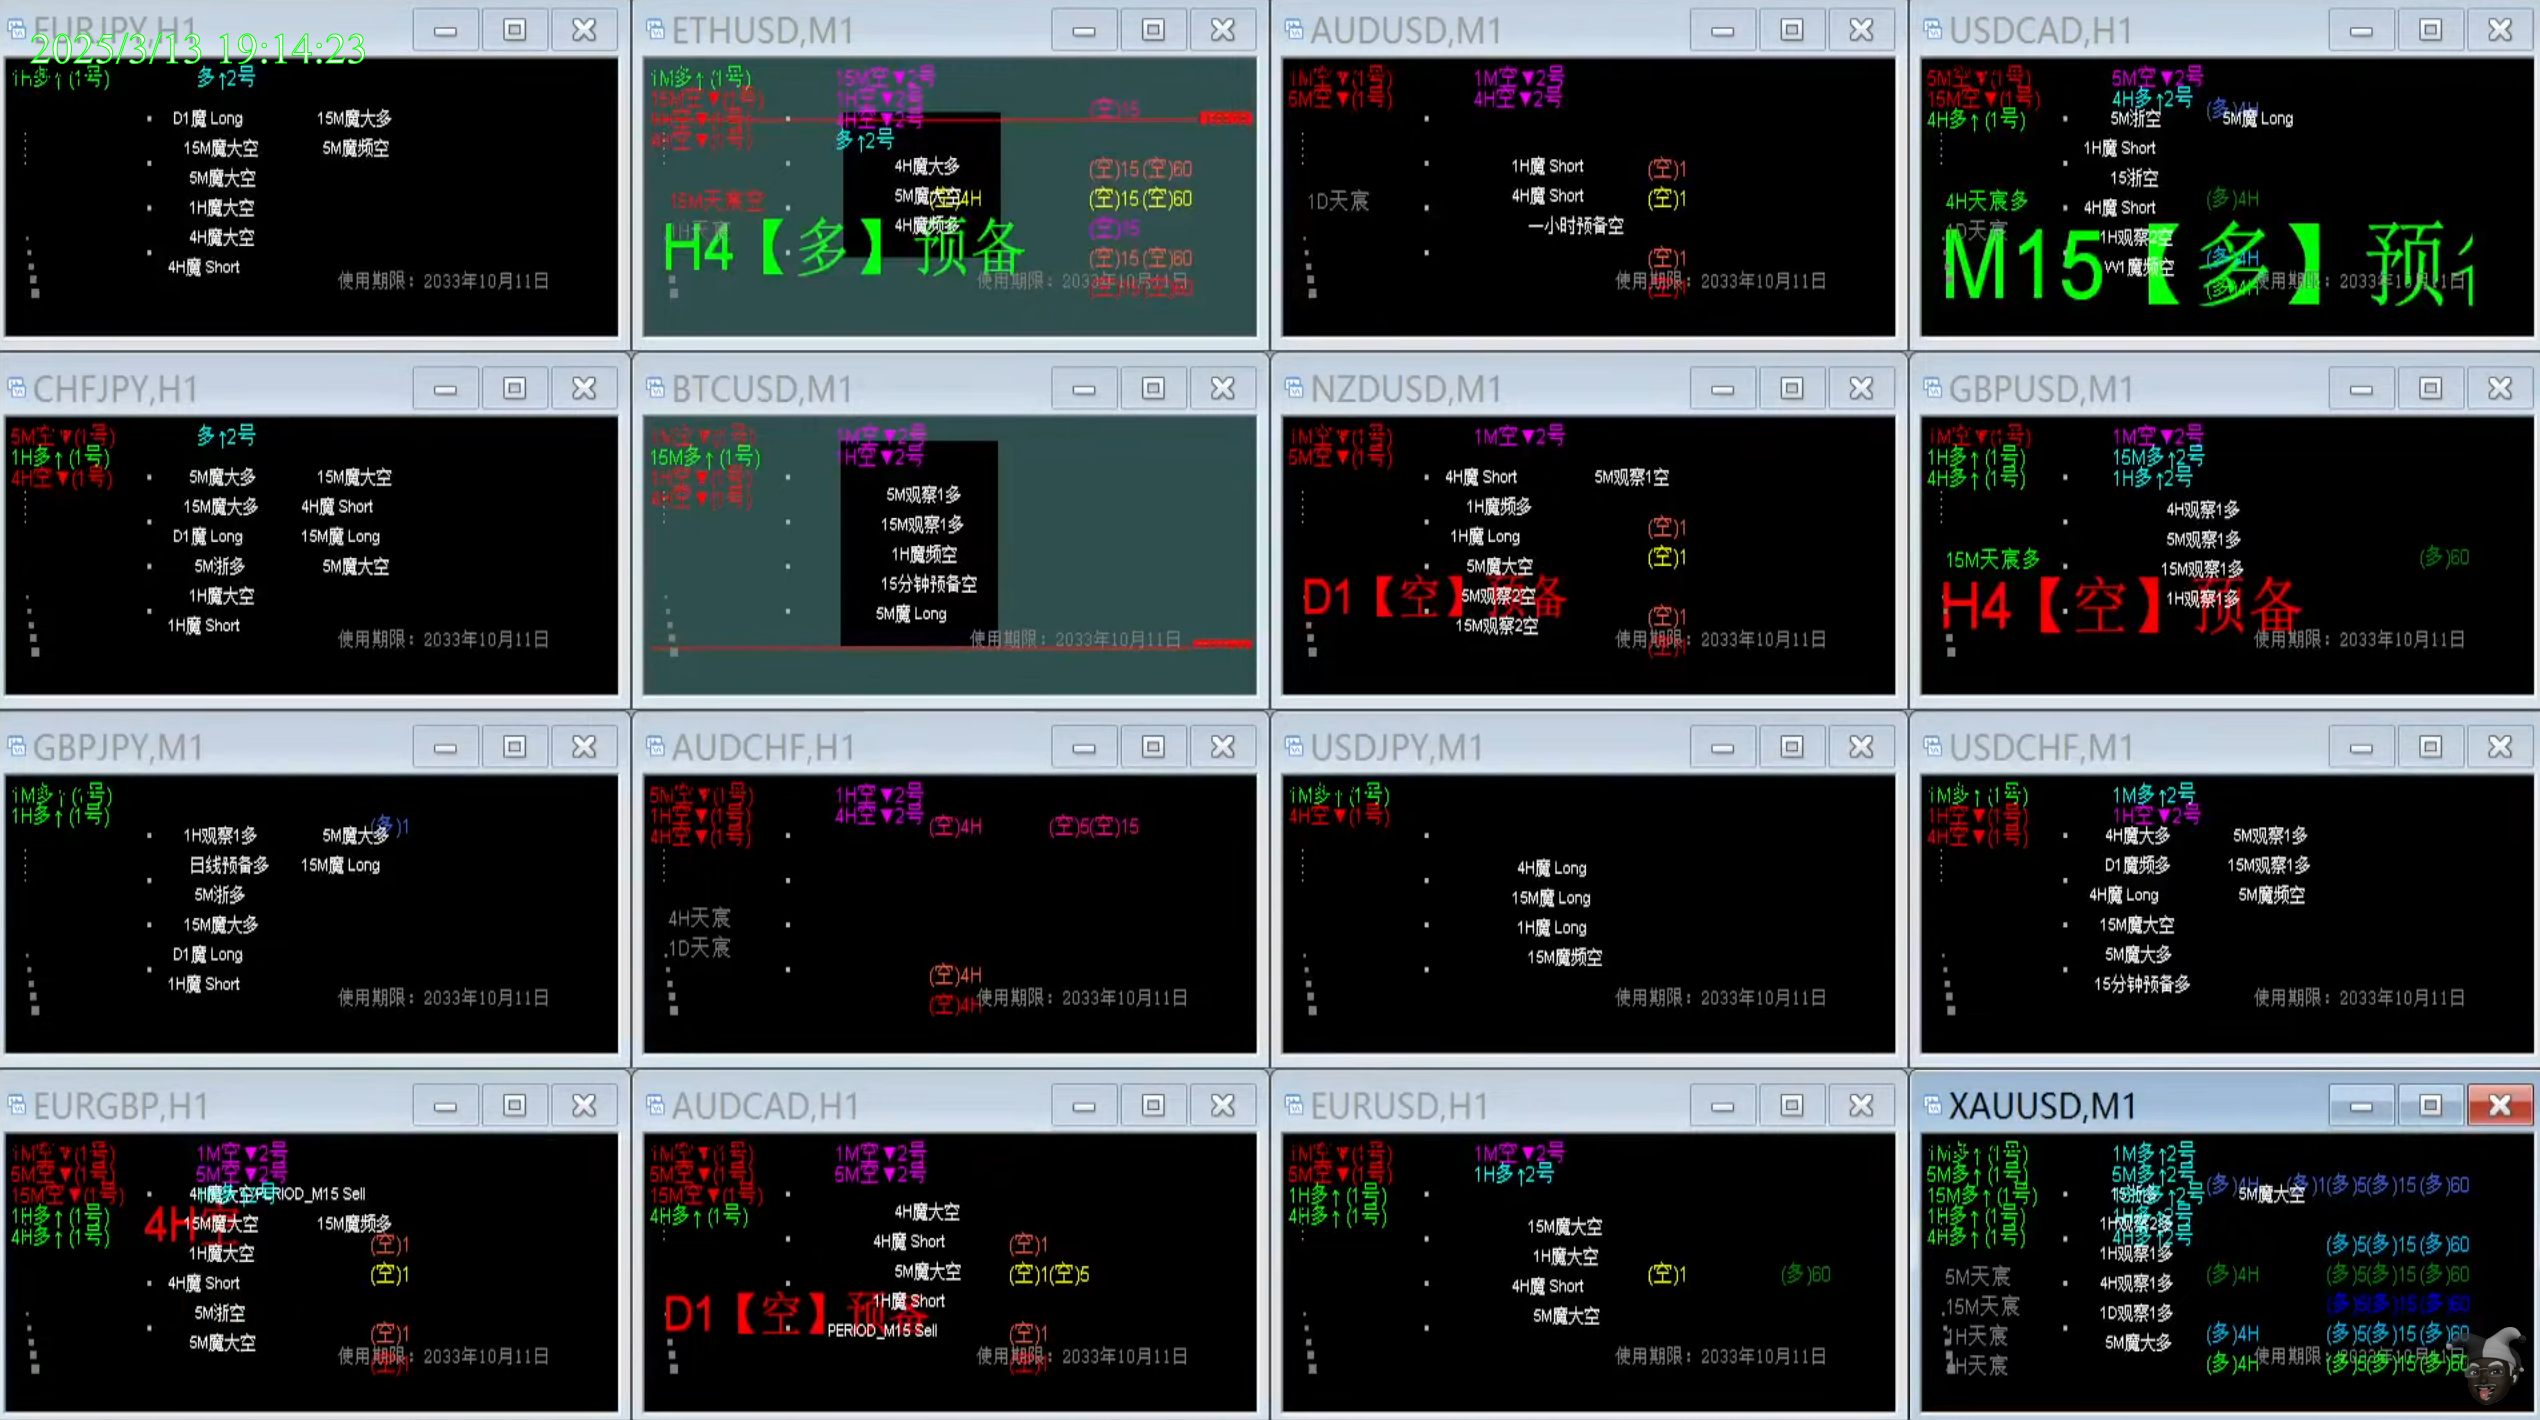 EURJPY,H1
2025/3/13 19:14:23
1H多↑(1号) 多↑2号
D1魔 Long 15M魔大多
15M魔大空 5M魔频空
5M魔大空
1H魔大空
4H魔大空
4H魔 Short
使用期限：2033年10月11日
ETHUSD,M1
1M多↑(1号) 15M空▼2号
15M空▼(1号) 1H空▼2号 (空)15
1H空▼(1号) 4H空▼2号
4H空▼(1号) 多↑2号
4H魔大多 (空)15(空)60
15M天宸空 5M魔大空 (空)4H (空)15(空)60
1H天宸 4H魔频多 (空)15
H4【多】预备 (空)15(空)60
使用期限：2033年10月11日
AUDUSD,M1
1M空▼(1号) 1M空▼2号
5M空▼(1号) 4H空▼2号
1H魔 Short (空)1
1D天宸 4H魔 Short (空)1
一小时预备空
(空)1
使用期限：2033年10月11日
USDCAD,H1
5M空▼(1号) 5M空▼2号
15M空▼(1号) 4H多↑2号 (多)4H
4H多↑(1号) 5M浙空 5M魔 Long
1H魔 Short
15浙空
4H天宸多 4H魔 Short (多)4H
1D天宸 1H观察2空
M15【多】预 W1魔频空 (多)4H
使用期限：2033年10月11日
CHFJPY,H1
5M空▼(1号) 多↑2号
1H多↑(1号)
4H空▼(1号) 5M魔大多 15M魔大空
15M魔大多 4H魔 Short
D1魔 Long 15M魔 Long
5M浙多 5M魔大空
1H魔大空
1H魔 Short
使用期限：2033年10月11日
BTCUSD,M1
1M空▼(1号) 1M空▼2号
15M多↑(1号) 1H空▼2号
1H空▼(1号)
4H空▼(1号) 5M观察1多
15M观察1多
1H魔频空
15分钟预备空
5M魔 Long
使用期限：2033年10月11日
NZDUSD,M1
1M空▼(1号) 1M空▼2号
5M空▼(1号)
4H魔 Short 5M观察1空
1H魔频多 (空)1
1H魔 Long (空)1
5M魔大空
D1【空】预备 5M观察2空
15M观察2空 (空)1
使用期限：2033年10月11日
GBPUSD,M1
1M空▼(1号) 1M空▼2号
1H多↑(1号) 15M多↑2号
4H多↑(1号) 1H多↑2号
4H观察1多
5M观察1多
15M天宸多 15M观察1多 (多)60
H4【空】预备 1H观察1多
使用期限：2033年10月11日
GBPJPY,M1
1M多↑(1号)
1H多↑(1号) (多)1
1H观察1多 5M魔大多
日线预备多 15M魔 Long
5M浙多
15M魔大多
D1魔 Long
1H魔 Short
使用期限：2033年10月11日
AUDCHF,H1
5M空▼(1号) 1H空▼2号
1H空▼(1号) 4H空▼2号
4H空▼(1号) (空)4H (空)5(空)15
4H天宸
1D天宸
(空)4H
(空)4H 使用期限：2033年10月11日
USDJPY,M1
1M多↑(1号)
4H空▼(1号)
4H魔 Long
15M魔 Long
1H魔 Long
15M魔频空
使用期限：2033年10月11日
USDCHF,M1
1M多↑(1号) 1M多↑2号
1H空▼(1号) 1H空▼2号
4H空▼(1号) 4H魔大多 5M观察1多
D1魔频多 15M观察1多
4H魔 Long 5M魔频空
15M魔大空
5M魔大多
15分钟预备多
使用期限：2033年10月11日
EURGBP,H1
1M空▼(1号) 1M空▼2号
5M空▼(1号) 5M空▼2号
15M空▼(1号) 4H魔大空 PERIOD_M15 Sell
1H多↑(1号) 4H空 15M魔大空 15M魔频多
4H多↑(1号) 1H魔大空 (空)1
4H魔 Short (空)1
5M浙空
5M魔大空 (空)1
使用期限：2033年10月11日
AUDCAD,H1
1M空▼(1号) 1M空▼2号
5M空▼(1号) 5M空▼2号
15M空▼(1号)
4H多↑(1号) 4H魔大空
4H魔 Short (空)1
5M魔大空 (空)1(空)5
D1【空】预备 1H魔 Short
PERIOD_M15 Sell (空)1
使用期限：2033年10月11日
EURUSD,H1
1M空▼(1号) 1M空▼2号
5M空▼(1号) 1H多↑2号
1H多↑(1号)
4H多↑(1号) 15M魔大空
1H魔大空
4H魔 Short (空)1 (多)60
5M魔大空
使用期限：2033年10月11日
XAUUSD,M1
1M多↑(1号) 1M多↑2号
5M多↑(1号) 5M多↑2号
15M多↑(1号) (多)4H (多)1(多)5(多)15(多)60
1H多↑(1号) 5M魔大空
4H多↑(1号) 4H多↑2号
1H观察2多
1H观察1多 (多)5(多)15(多)60
5M天宸 4H观察1多 (多)4H (多)5(多)15(多)60
15M天宸 1D观察1多 (多)5(多)15(多)60
1H天宸 5M魔大多 (多)4H (多)5(多)15(多)60
4H天宸 (多)4H (多)5(多)15(多)60